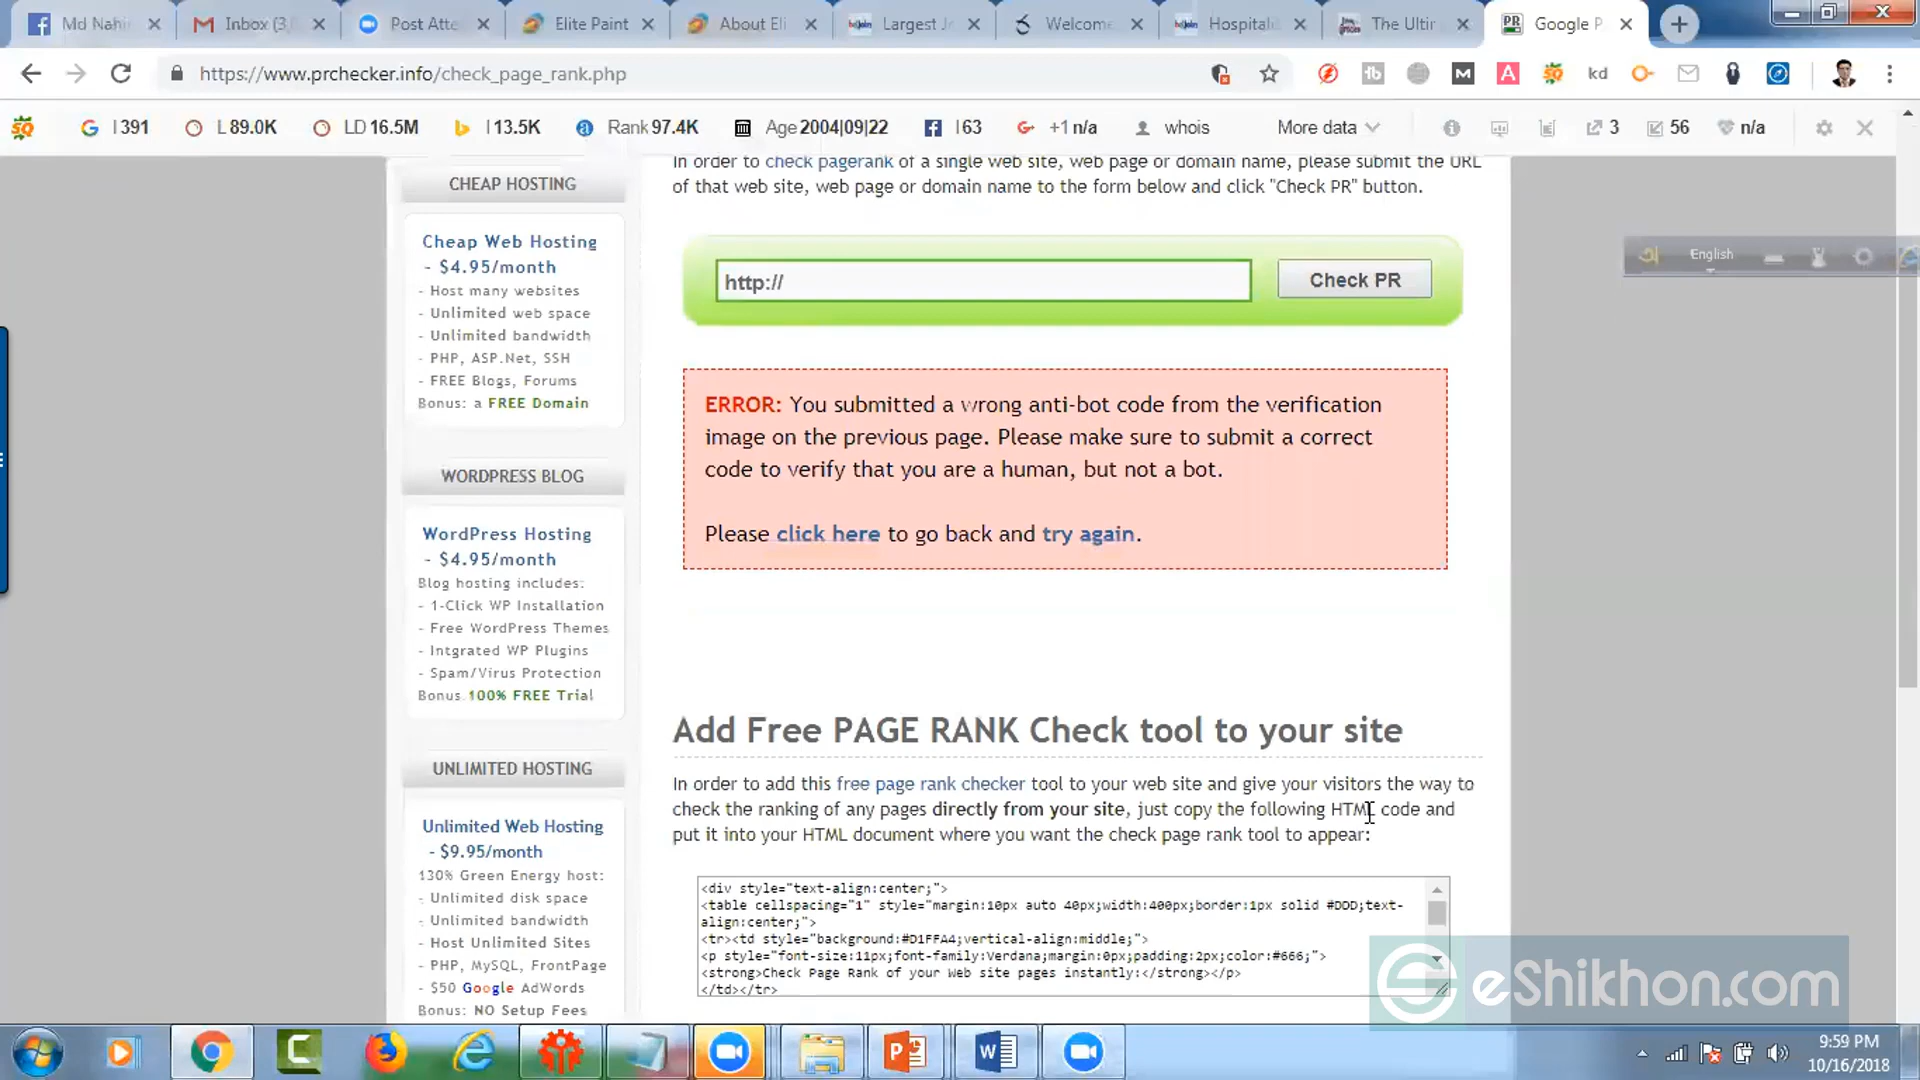 Md Nahi
Inbox (3,
Post Atte
Elite Paint
About Eli
Largest J
Welcome
Hospital
The Ultir
PR
Google P
https://www.prchecker.info/check_page_rank.php
kd
I 391
L 89.0K
LD 16.5M
I 13.5K
Rank 97.4K
Age 2004|09|22
I 63
+1 n/a
whois
More data
3
56
n/a
English
CHEAP HOSTING
Cheap Web Hosting
- $4.95/month
- Host many websites
- Unlimited web space
- Unlimited bandwidth
- PHP, ASP.Net, SSH
- FREE Blogs, Forums
Bonus: a FREE Domain
WORDPRESS BLOG
WordPress Hosting
- $4.95/month
Blog hosting includes:
- 1-Click WP Installation
- Free WordPress Themes
- Intgrated WP Plugins
- Spam/Virus Protection
Bonus 100% FREE Trial
UNLIMITED HOSTING
Unlimited Web Hosting
- $9.95/month
130% Green Energy host:
- Unlimited disk space
- Unlimited bandwidth
- Host Unlimited Sites
- PHP, MySQL, FrontPage
- $50 Google AdWords
Bonus: NO Setup Fees
In order to check pagerank of a single web site, web page or domain name, please submit the URL
of that web site, web page or domain name to the form below and click "Check PR" button.
http://
Check PR
ERROR: You submitted a wrong anti-bot code from the verification
image on the previous page. Please make sure to submit a correct
code to verify that you are a human, but not a bot.
Please click here to go back and try again.
Add Free PAGE RANK Check tool to your site
In order to add this free page rank checker tool to your web site and give your visitors the way to
check the ranking of any pages directly from your site, just copy the following HTML code and
put it into your HTML document where you want the check page rank tool to appear:
<div style="text-align:center;">
<table cellspacing="1" style="margin:10px auto 40px;width:400px;border:1px solid #DDD;text-
align:center;">
<tr><td style="background:#D1FFA4;vertical-align:middle;">
<p style="font-size:11px;font-family:Verdana;margin:0px;padding:2px;color:#666;">
<strong>Check Page Rank of your Web site pages instantly:</strong></p>
</td></tr>
eShikhon.com
9:59 PM
10/16/2018